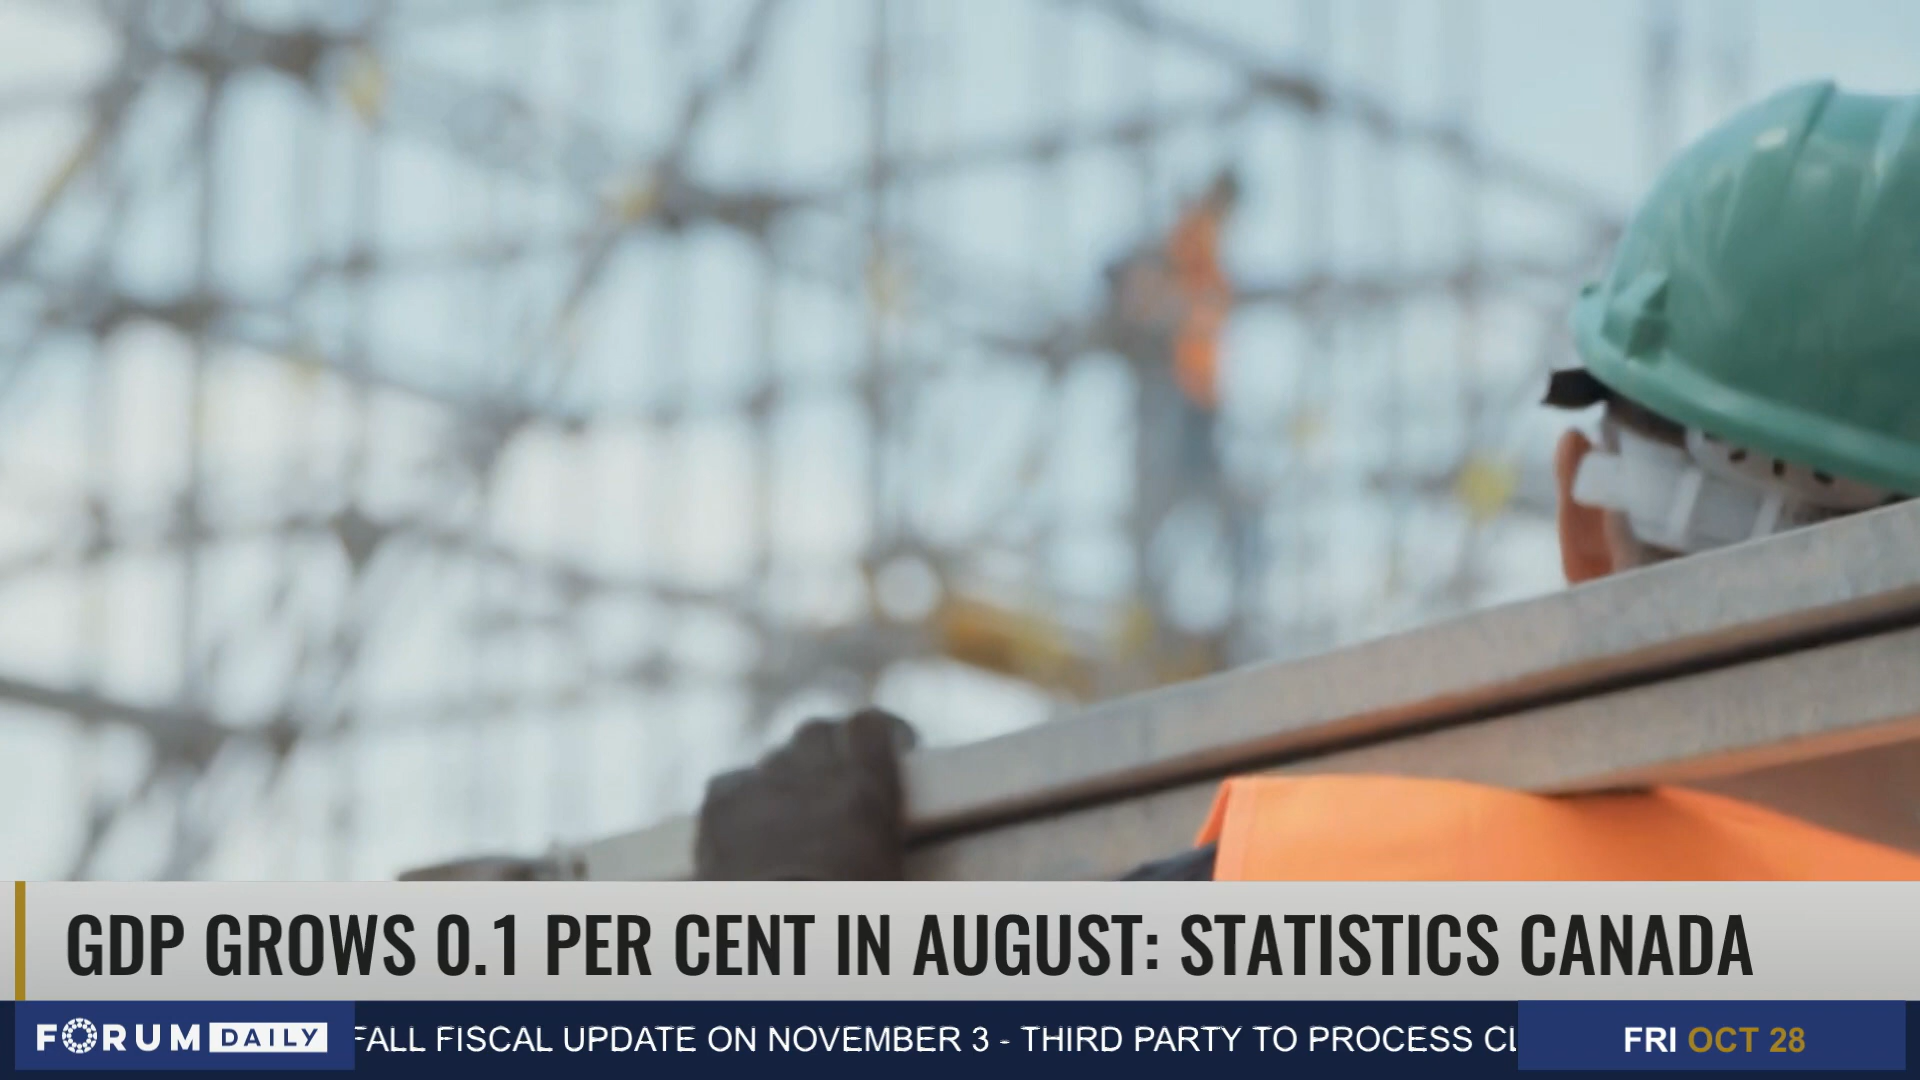 GDP GROWS 0.1 PER CENT IN AUGUST: STATISTICS CANADA
FORUM DAILY
FALL FISCAL UPDATE ON NOVEMBER 3 - THIRD PARTY TO PROCESS
FRI OCT 28